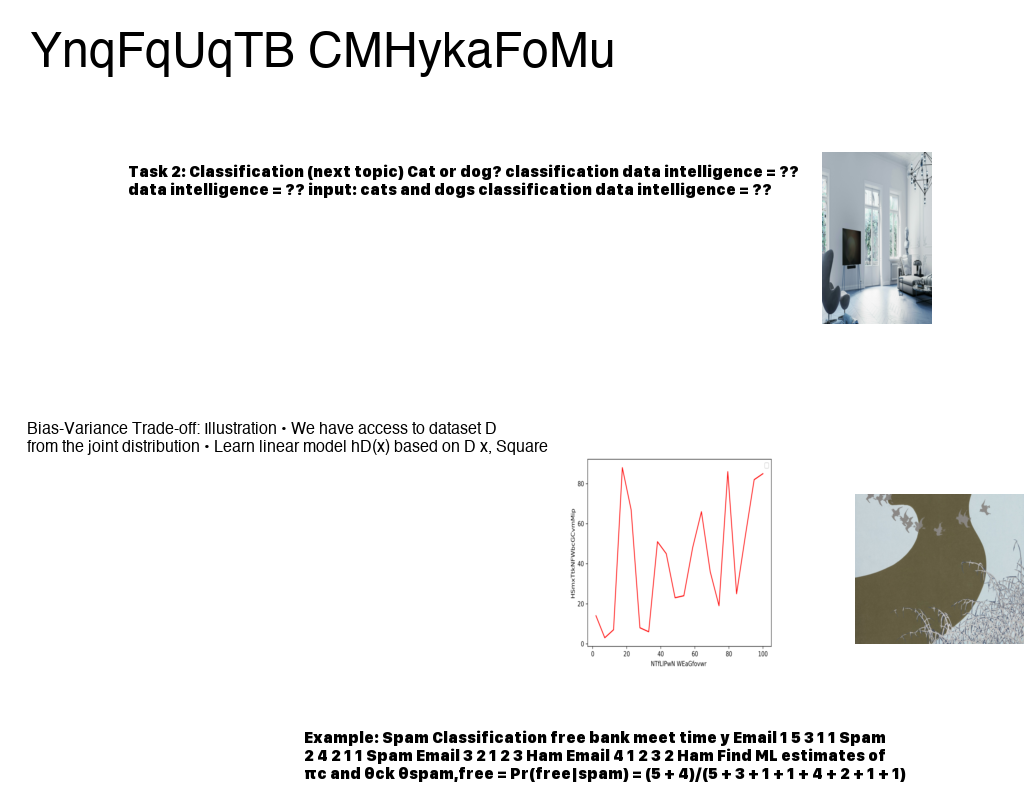 YnqFqUqTB CMHykaFoMu
Task 2: Classification (next topic) Cat or dog? classification data intelligence = ??
data intelligence = ?? input: cats and dogs classification data intelligence = ??
Bias-Variance Trade-off: Illustration • We have access to dataset D
from the joint distribution • Learn linear model hD(x) based on D x, Square
80
60
40
20
0
0 20 40 60 80 100
NTfLlPwN WEaGfovwr
Example: Spam Classification free bank meet time y Email 1 5 3 1 1 Spam
2 4 2 1 1 Spam Email 3 2 1 2 3 Ham Email 4 1 2 3 2 Ham Find ML estimates of
πc and θck θspam,free = Pr(free|spam) = (5 + 4)/(5 + 3 + 1 + 1 + 4 + 2 + 1 + 1)